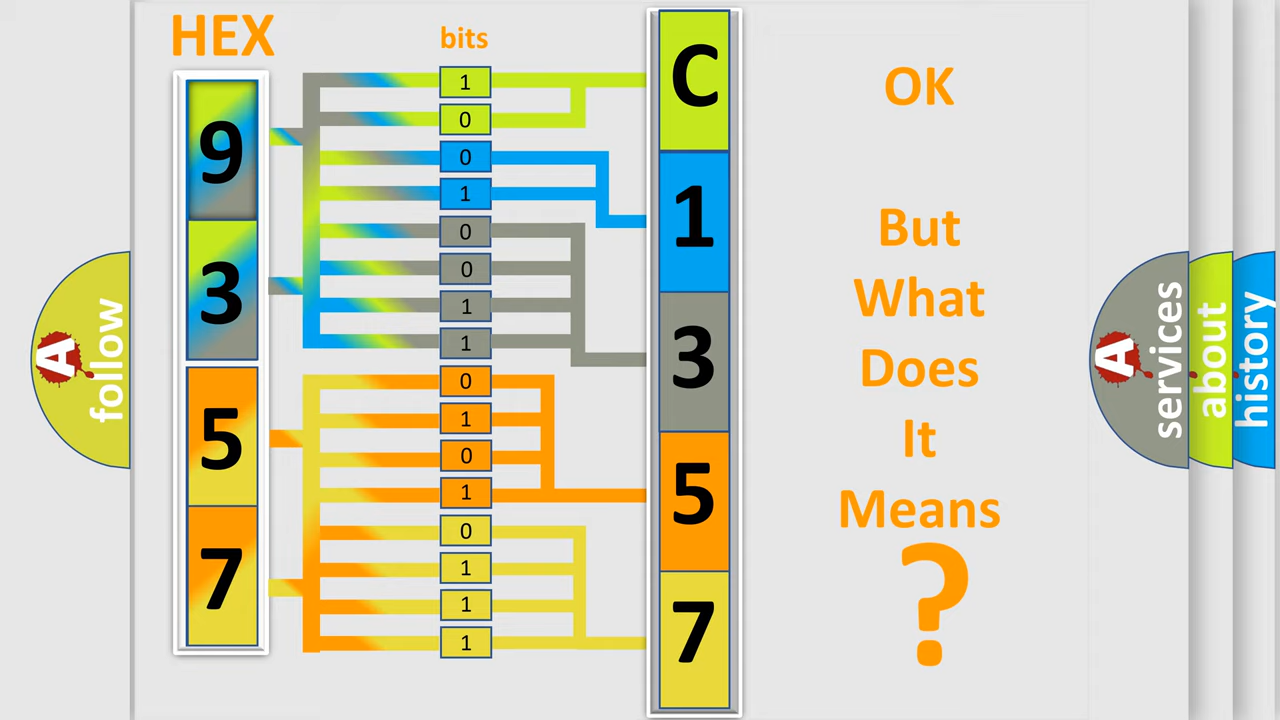 HEX
bits
9
3
5
7
1
0
0
1
0
0
1
1
0
1
0
1
0
1
1
1
C
1
3
5
7
OK
But
What
Does
It
Means
?
A
follow
A
services
about
history